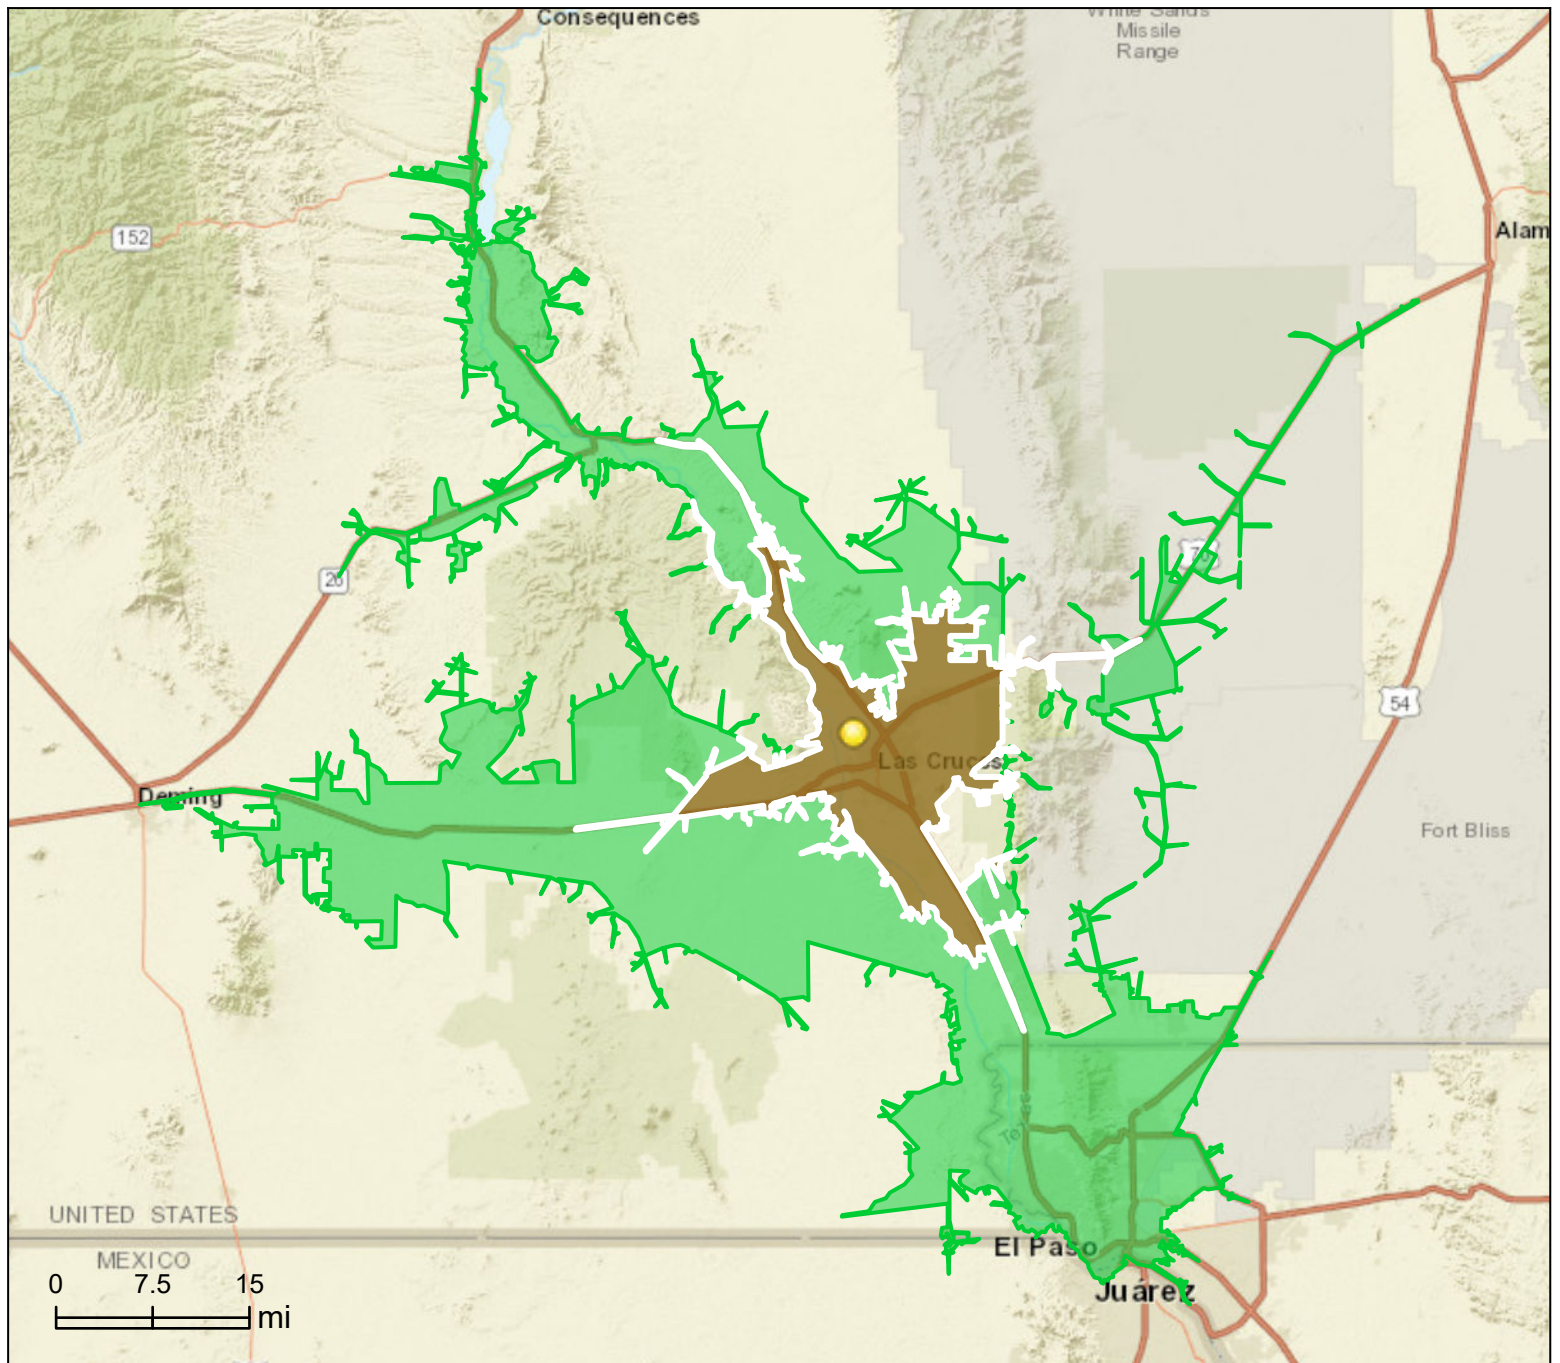 Consequences
White Sands
Missile
Range
152
Alam
70
26
54
Deming
Las Cruces
Fort Bliss
Texas
UNITED STATES
MEXICO
El Paso
Juárez
0 7.5 15
mi